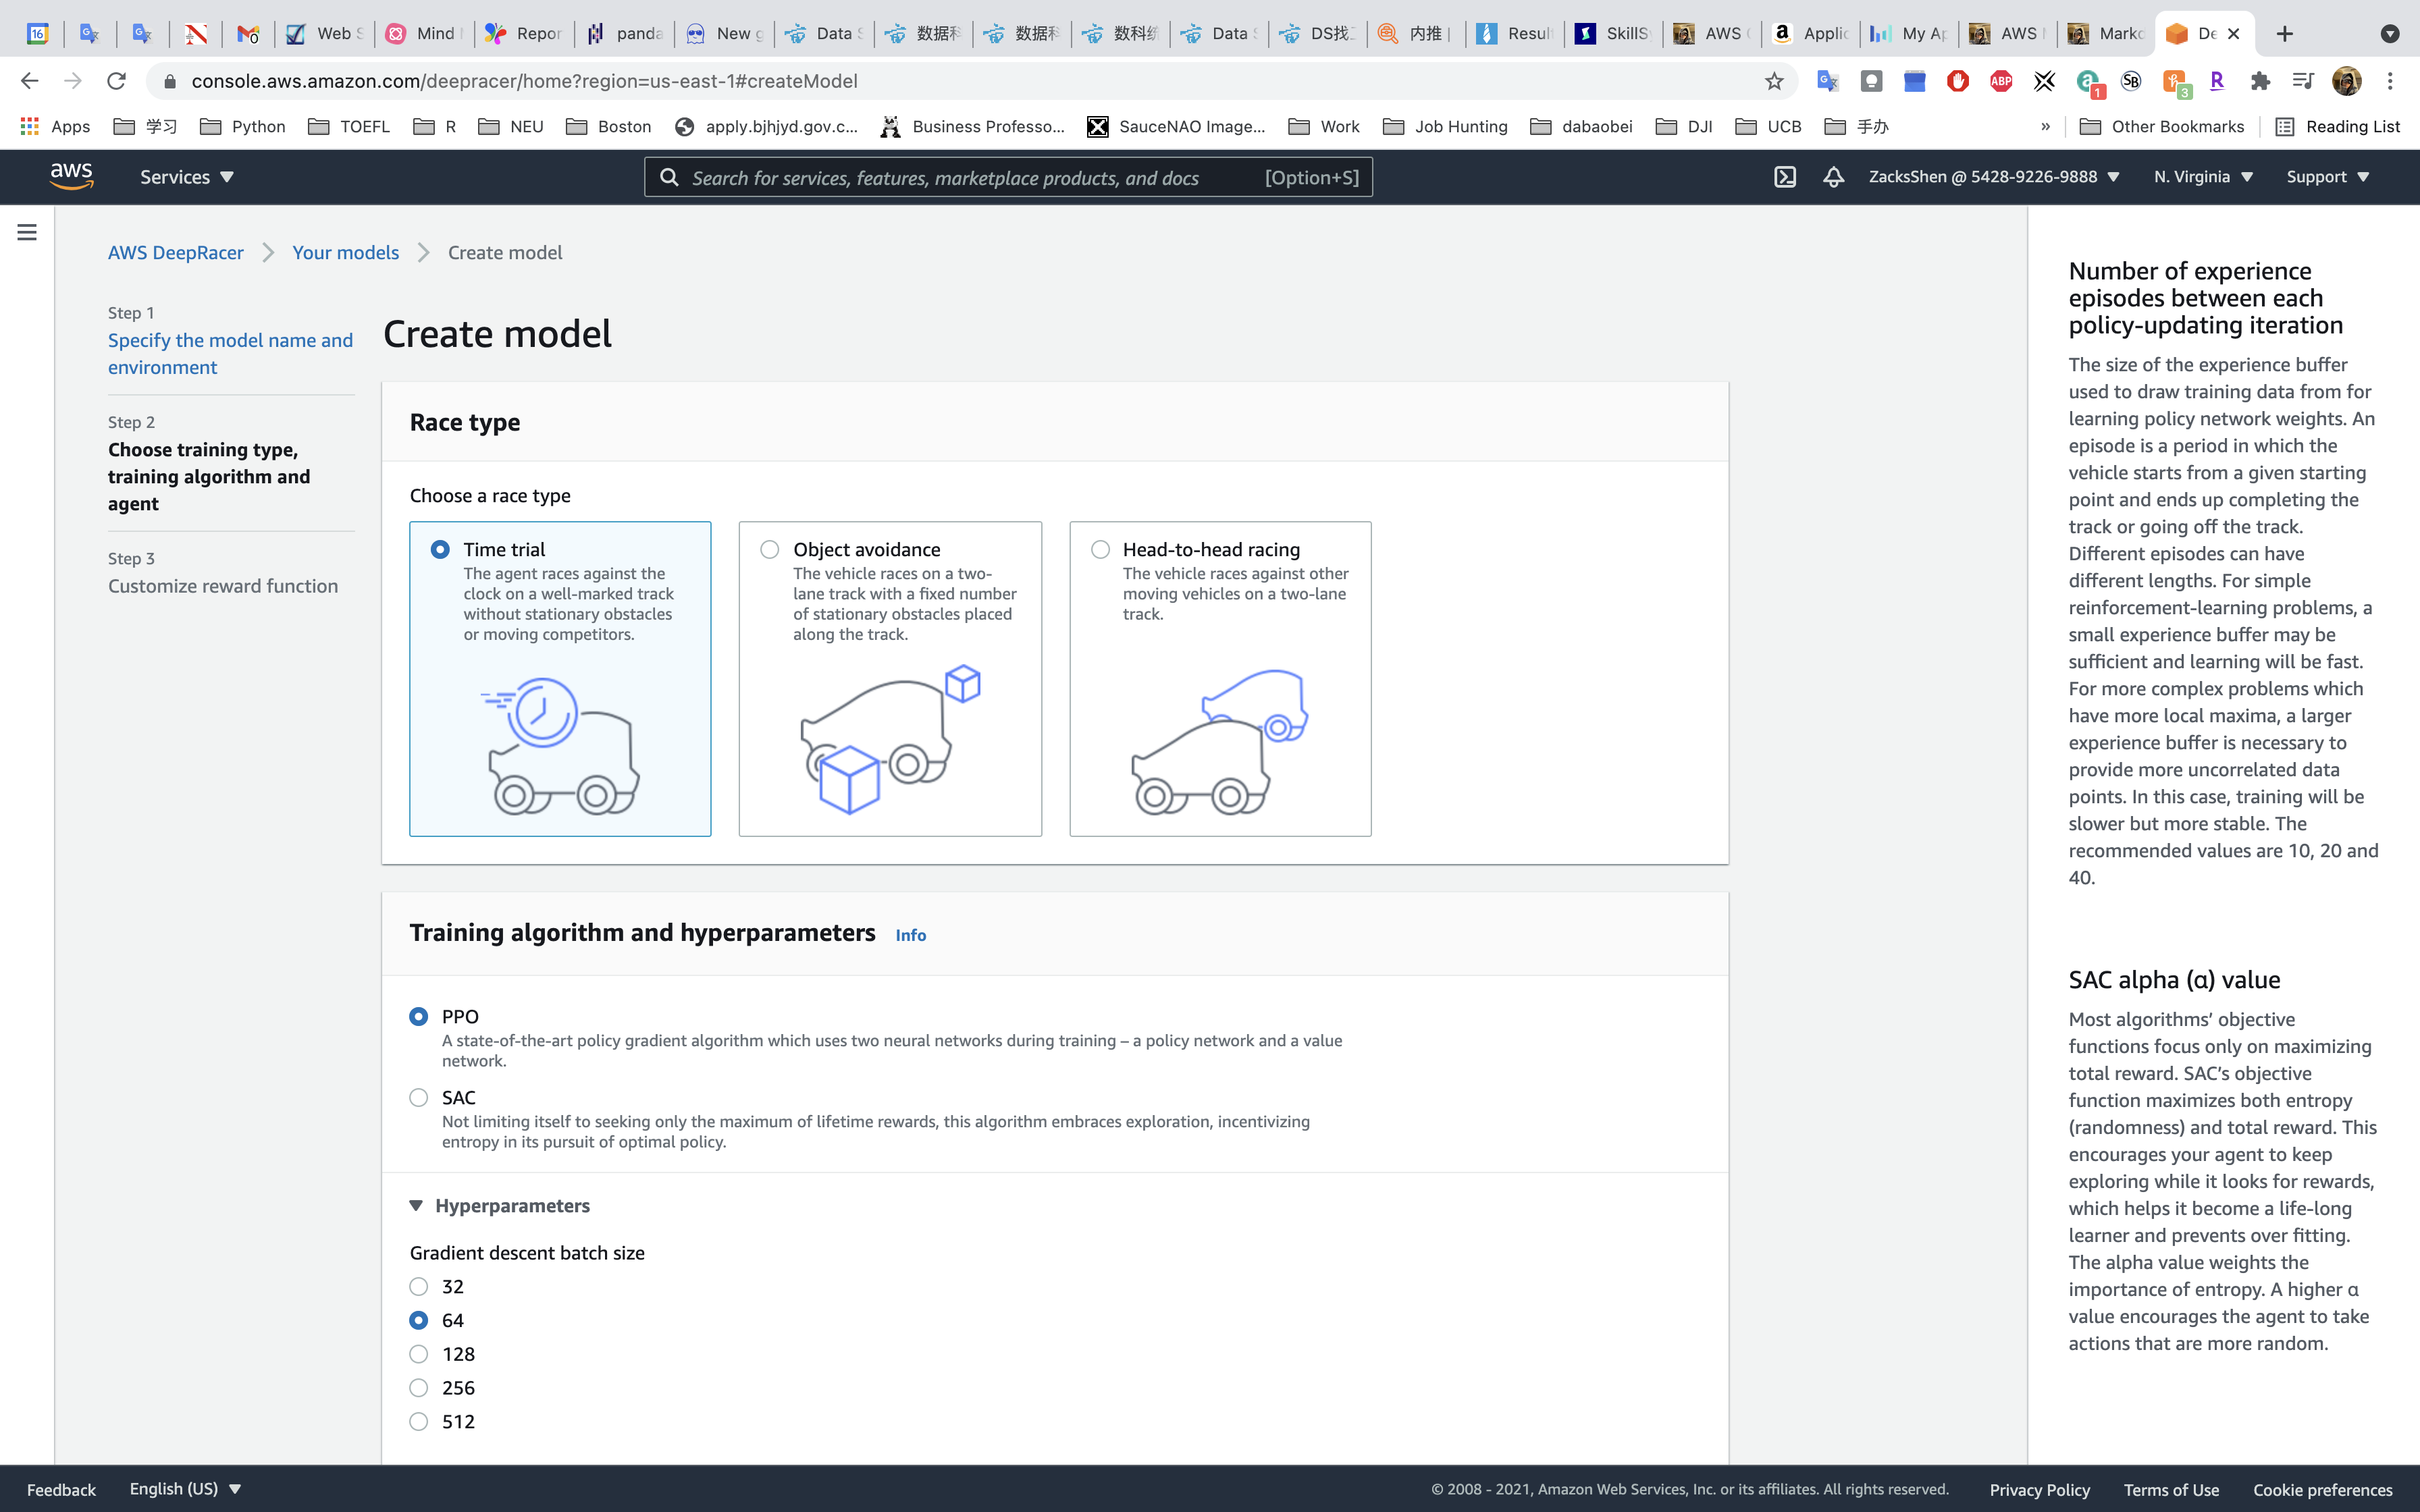 16
Web S
Mind
Repor
panda
New g
Data S
数据科
数据科
数科纟
Data S
DS找工
内推 |
Resul
SkillS
AWS
Applic
My Ap
AWS
Marko
De
console.aws.amazon.com/deepracer/home?region=us-east-1#createModel
ABP
1
SB
3
Apps
学习
Python
TOEFL
R
NEU
Boston
apply.bjhjyd.gov.c...
Business Professo...
SauceNAO Image...
Work
Job Hunting
dabaobei
DJI
UCB
手办
»
Other Bookmarks
Reading List
aws
Services
Search for services, features, marketplace products, and docs
[Option+S]
ZacksShen @ 5428-9226-9888
N. Virginia
Support
AWS DeepRacer
Your models
Create model
Step 1
Specify the model name and
environment
Step 2
Choose training type,
training algorithm and
agent
Step 3
Customize reward function
Create model
Race type
Choose a race type
Time trial
The agent races against the
clock on a well-marked track
without stationary obstacles
or moving competitors.
Object avoidance
The vehicle races on a two-
lane track with a fixed number
of stationary obstacles placed
along the track.
Head-to-head racing
The vehicle races against other
moving vehicles on a two-lane
track.
Training algorithm and hyperparameters
Info
PPO
A state-of-the-art policy gradient algorithm which uses two neural networks during training – a policy network and a value
network.
SAC
Not limiting itself to seeking only the maximum of lifetime rewards, this algorithm embraces exploration, incentivizing
entropy in its pursuit of optimal policy.
Hyperparameters
Gradient descent batch size
32
64
128
256
512
Number of experience
episodes between each
policy-updating iteration
The size of the experience buffer
used to draw training data from for
learning policy network weights. An
episode is a period in which the
vehicle starts from a given starting
point and ends up completing the
track or going off the track.
Different episodes can have
different lengths. For simple
reinforcement-learning problems, a
small experience buffer may be
sufficient and learning will be fast.
For more complex problems which
have more local maxima, a larger
experience buffer is necessary to
provide more uncorrelated data
points. In this case, training will be
slower but more stable. The
recommended values are 10, 20 and
40.
SAC alpha (α) value
Most algorithms’ objective
functions focus only on maximizing
total reward. SAC’s objective
function maximizes both entropy
(randomness) and total reward. This
encourages your agent to keep
exploring while it looks for rewards,
which helps it become a life-long
learner and prevents over fitting.
The alpha value weights the
importance of entropy. A higher α
value encourages the agent to take
actions that are more random.
Feedback
English (US)
© 2008 - 2021, Amazon Web Services, Inc. or its affiliates. All rights reserved.
Privacy Policy
Terms of Use
Cookie preferences